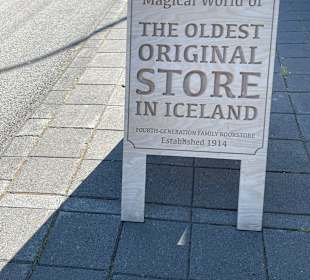 Magical World of
THE OLDEST
ORIGINAL
STORE
IN ICELAND
FOURTH-GENERATION FAMILY BOOKSTORE
Established 1914